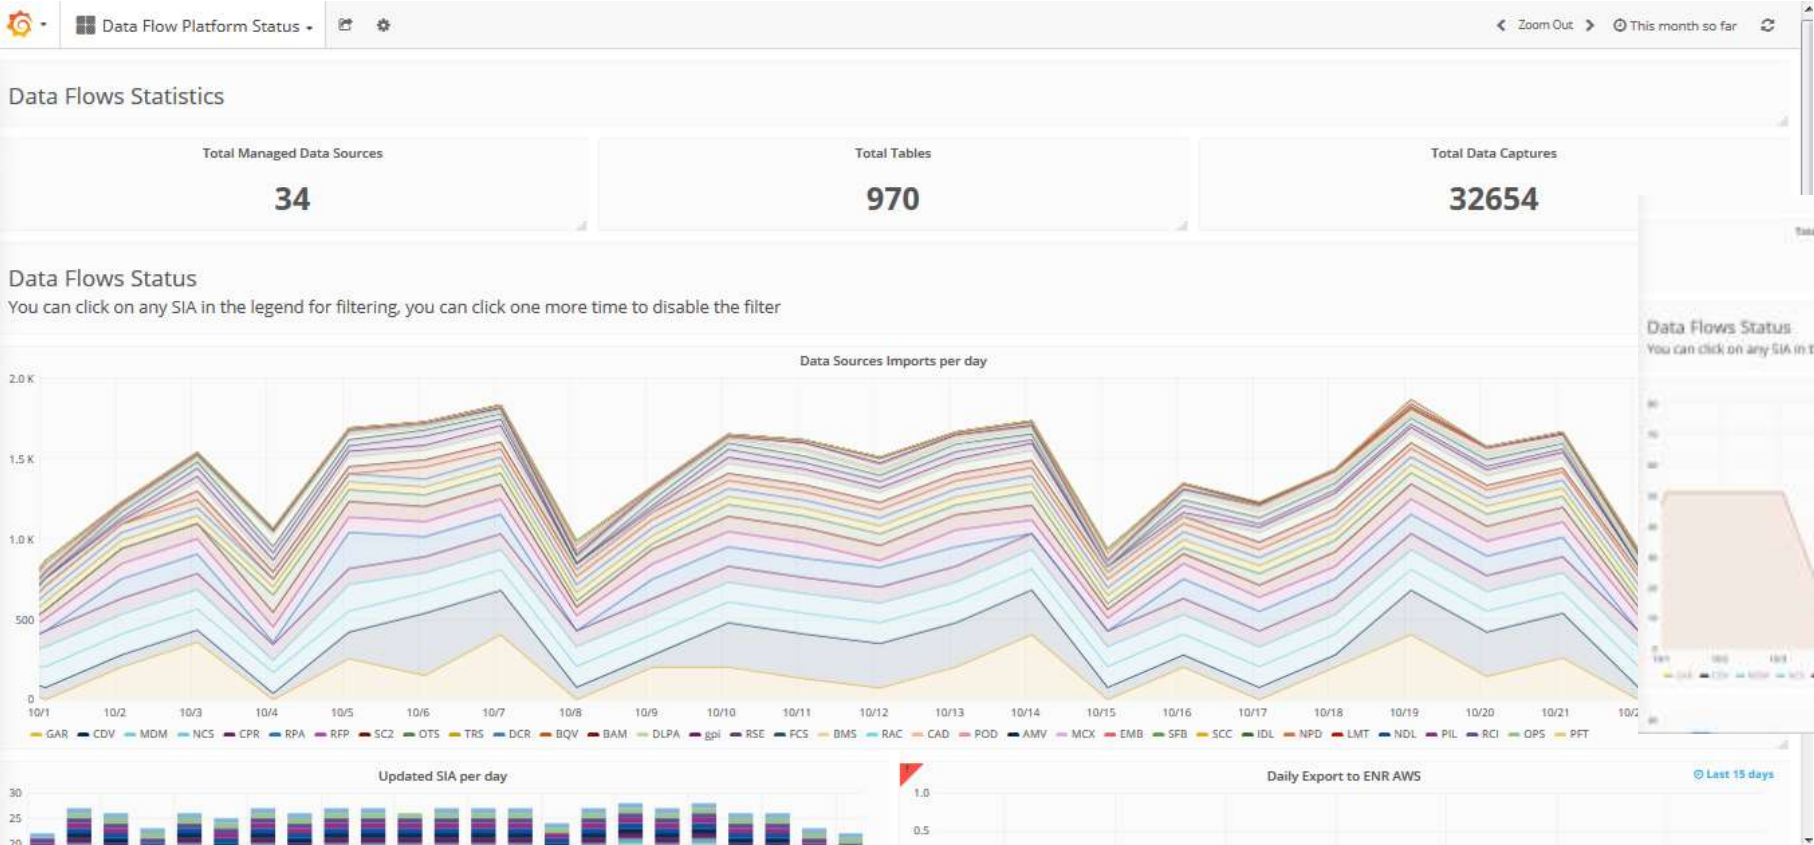 Data Flow Platform Status
Zoom Out
This month so far
Data Flows Statistics
Total Managed Data Sources
Total Tables
Total Data Captures
34
970
32654
Data Flows Status
You can click on any SIA in the legend for filtering, you can click one more time to disable the filter
Data Flows Status
You can click on any SIA in
Data Sources Imports per day
2.0 K
1.5 K
1.0 K
500
0
10/1 10/2 10/3 10/4 10/5 10/6 10/7 10/8 10/9 10/10 10/11 10/12 10/13 10/14 10/15 10/16 10/17 10/18 10/19 10/20 10/21
GAR CDV MDM NCS CPR RPA RFP SC2 OTS TRS DCR BQV BAM DLPA gpi RSE FCS BMS RAC CAD POD AMV MCX EMB SFB SCC IDL NPD LMT NDL PIL RCI OPS PFT
Updated SIA per day
30
25
20
Daily Export to ENR AWS
Last 15 days
1.0
0.5